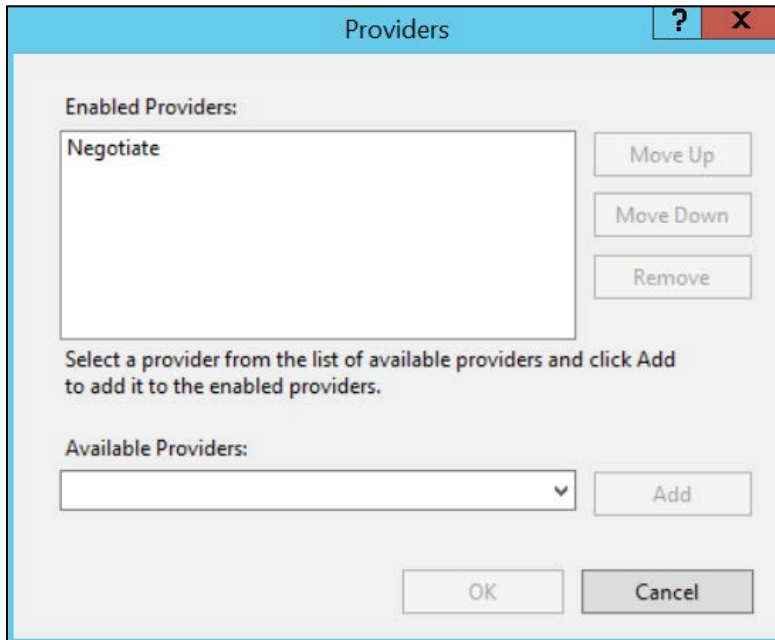 Providers
?
X
Enabled Providers:
Negotiate
Move Up
Move Down
Remove
Select a provider from the list of available providers and click Add
to add it to the enabled providers.
Available Providers:
Add
OK
Cancel